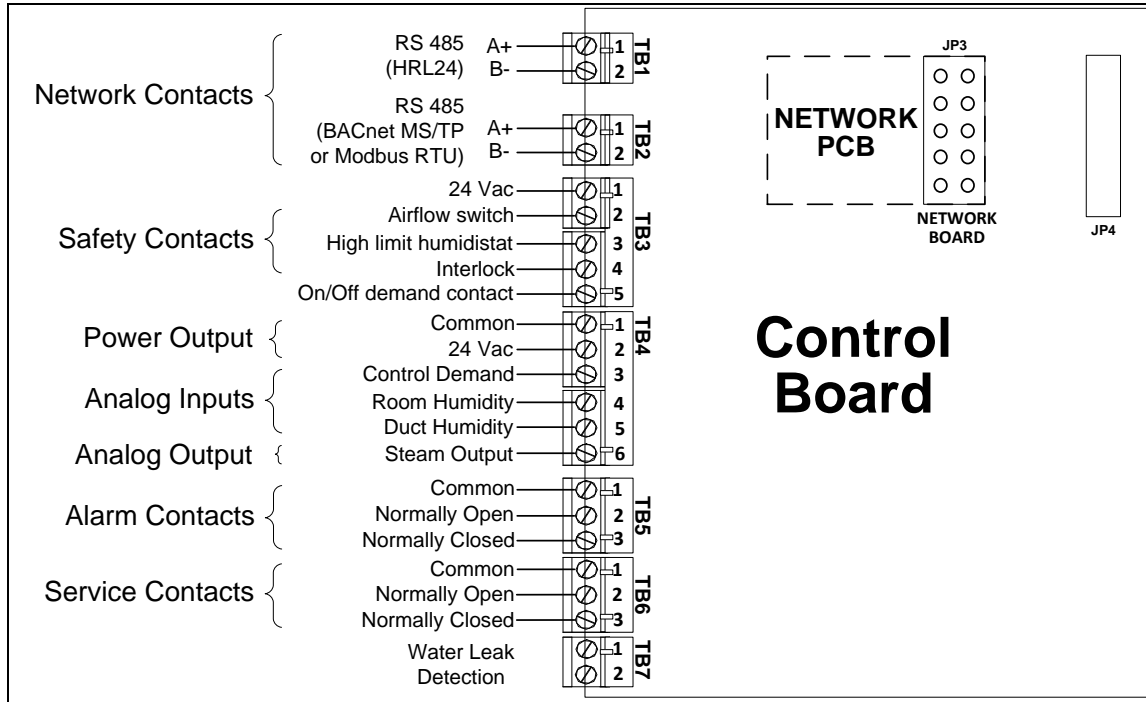 Network Contacts
RS 485
(HRL24)
A+
B-
1
2
TB1
RS 485
(BACnet MS/TP
or Modbus RTU)
A+
B-
1
2
TB2
Safety Contacts
24 Vac
1
Airflow switch
2
High limit humidistat
3
Interlock
4
On/Off demand contact
5
TB3
Power Output
Common
1
24 Vac
2
Analog Inputs
Control Demand
3
Room Humidity
4
Duct Humidity
5
Analog Output
Steam Output
6
TB4
Alarm Contacts
Common
1
Normally Open
2
Normally Closed
3
TB5
Service Contacts
Common
1
Normally Open
2
Normally Closed
3
TB6
Water Leak
Detection
1
2
TB7
JP3
NETWORK
PCB
NETWORK
BOARD
JP4
Control
Board